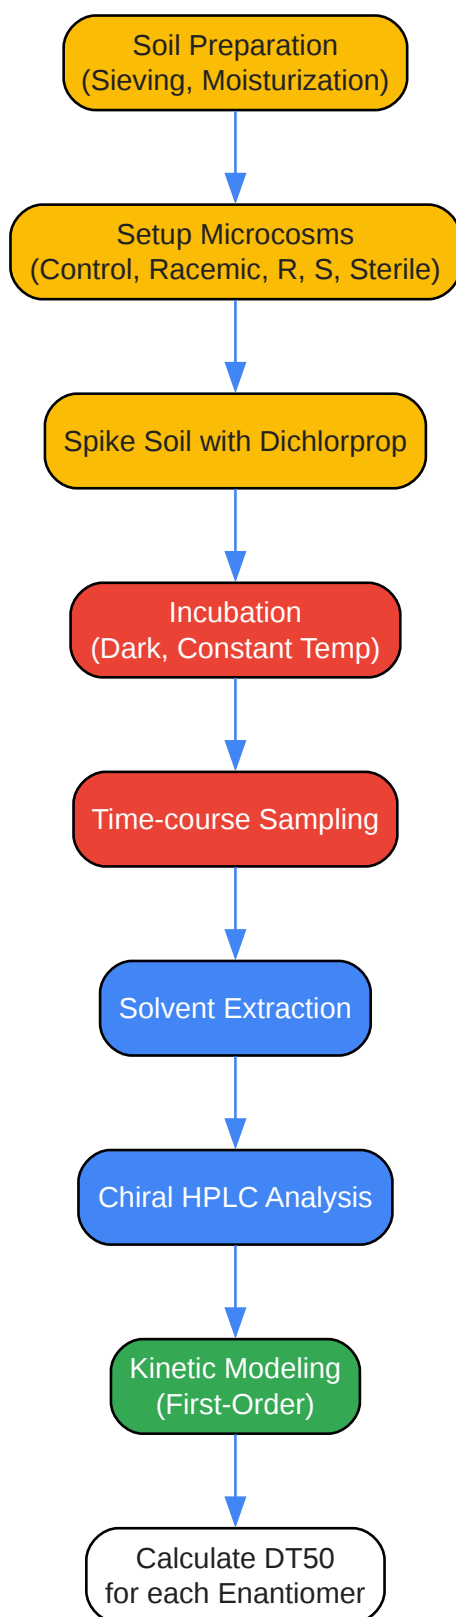 Soil Preparation
(Sieving, Moisturization)
Setup Microcosms
(Control, Racemic, R, S, Sterile)
Spike Soil with Dichlorprop
Incubation
(Dark, Constant Temp)
Time-course Sampling
Solvent Extraction
Chiral HPLC Analysis
Kinetic Modeling
(First-Order)
Calculate DT50
for each Enantiomer